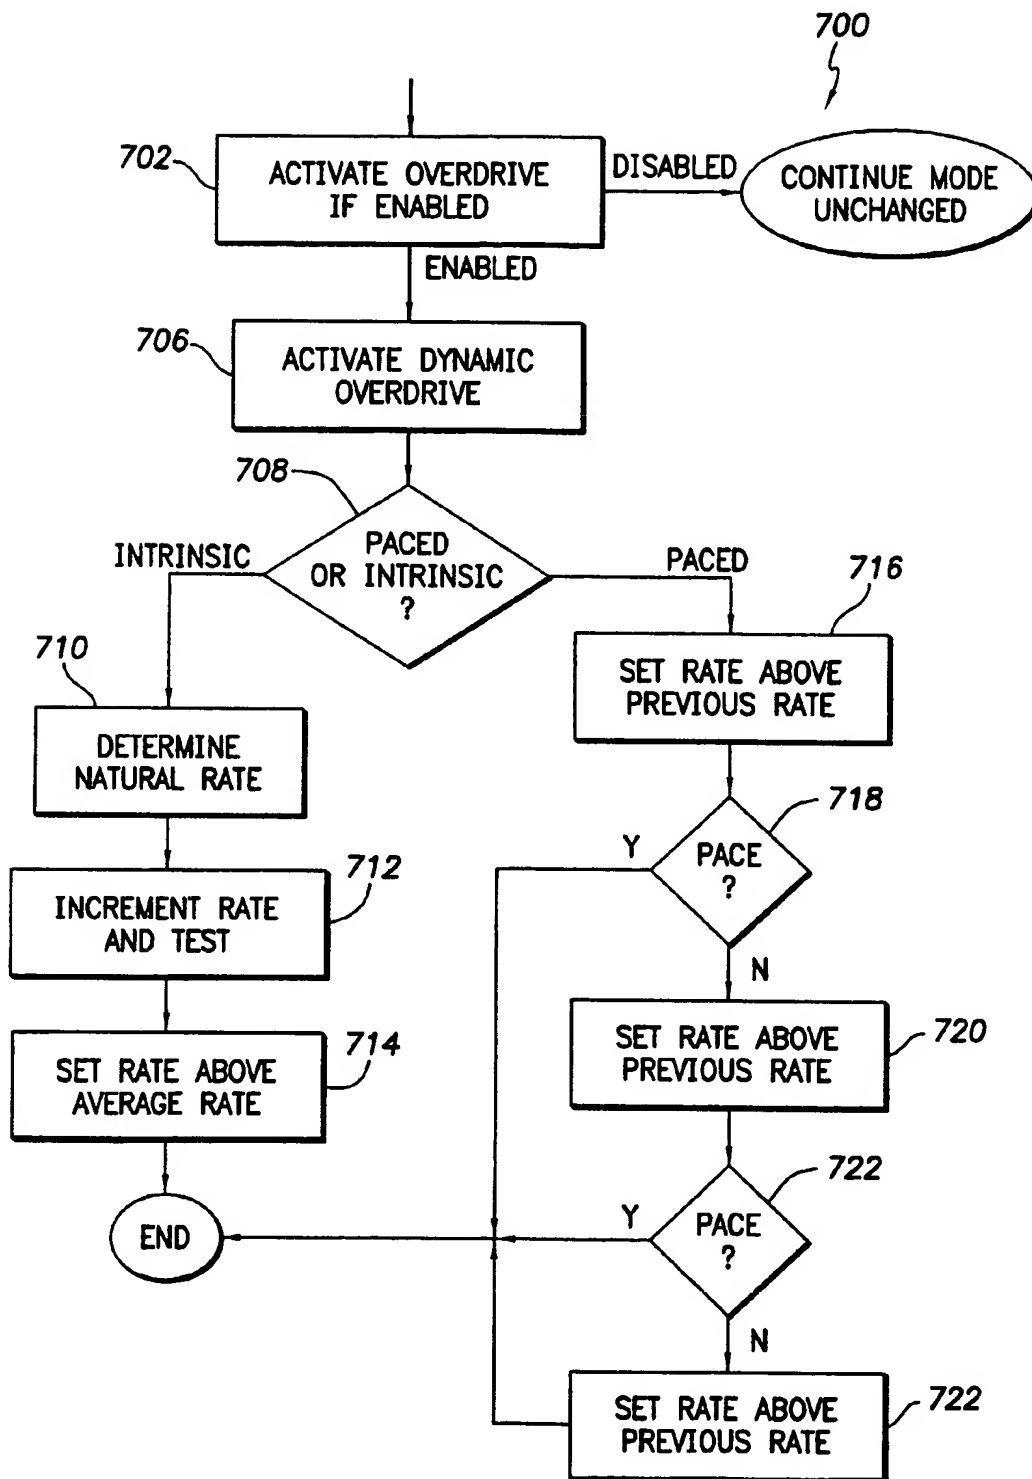 700
702
ACTIVATE OVERDRIVE
IF ENABLED
DISABLED
CONTINUE MODE
UNCHANGED
ENABLED
706
ACTIVATE DYNAMIC
OVERDRIVE
708
PACED
OR INTRINSIC
?
INTRINSIC
PACED
716
SET RATE ABOVE
PREVIOUS RATE
710
DETERMINE
NATURAL RATE
718
PACE
?
Y
N
712
INCREMENT RATE
AND TEST
720
SET RATE ABOVE
PREVIOUS RATE
714
SET RATE ABOVE
AVERAGE RATE
722
PACE
?
Y
N
END
722
SET RATE ABOVE
PREVIOUS RATE